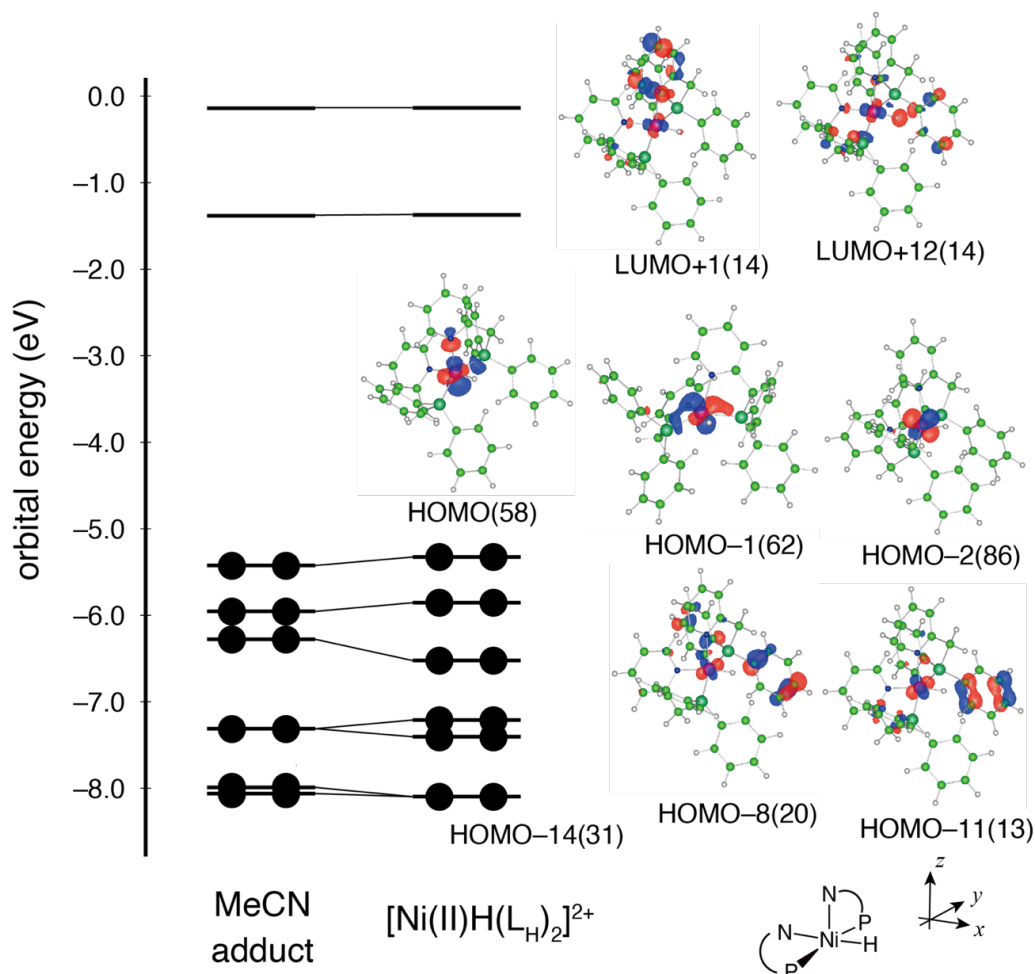 orbital energy (eV)
0.0
−1.0
−2.0
−3.0
−4.0
−5.0
−6.0
−7.0
−8.0
LUMO+1(14)
LUMO+12(14)
HOMO(58)
HOMO−1(62)
HOMO−2(86)
HOMO−8(20)
HOMO−11(13)
HOMO−14(31)
MeCN
adduct
[Ni(II)H(L_H)_2]^2+
N
N
P
Ni
H
P
z
y
x